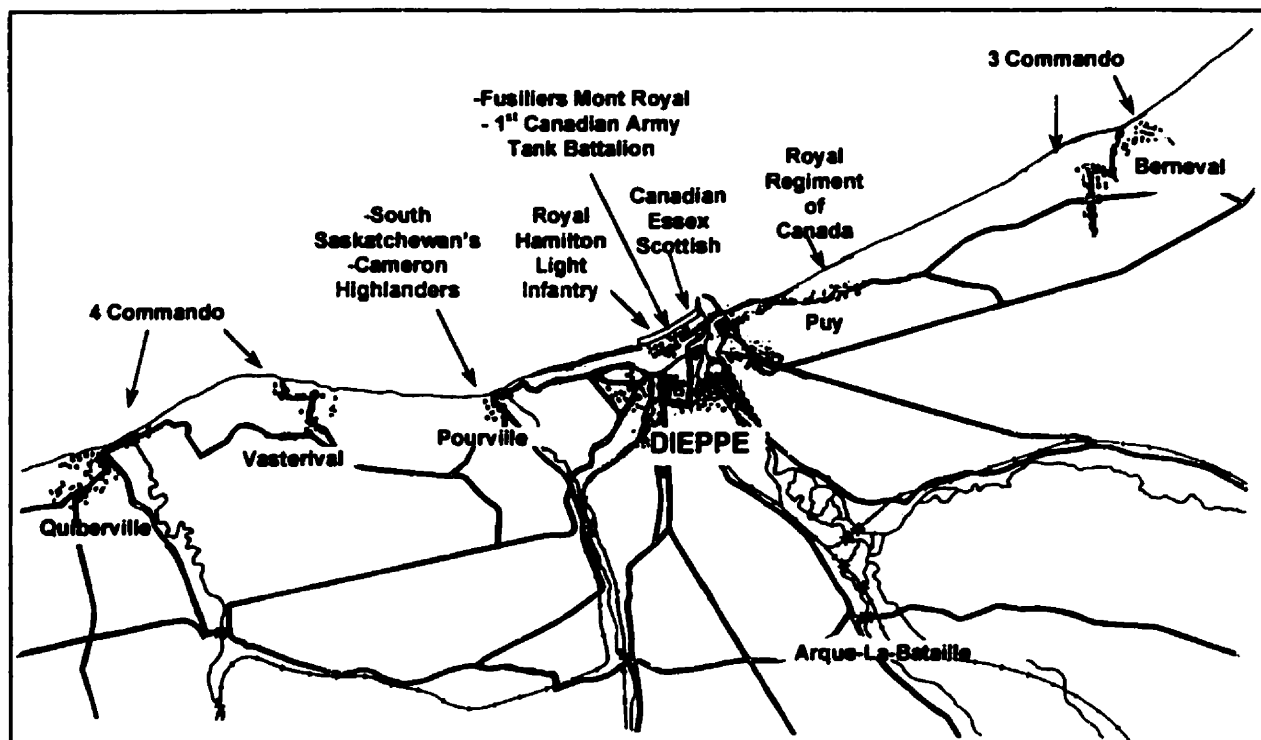 3 Commando
-Fusiliers Mont Royal
- 1st Canadian Army
Tank Battalion
Royal
Regiment
of
Canada
Berneval
Canadian
Essex
Scottish
-South
Saskatchewan's
-Cameron
Highlanders
Royal
Hamilton
Light
Infantry
4 Commando
Puy
Pourville
DIEPPE
Vasterival
Quiberville
Arque-La-Bataille